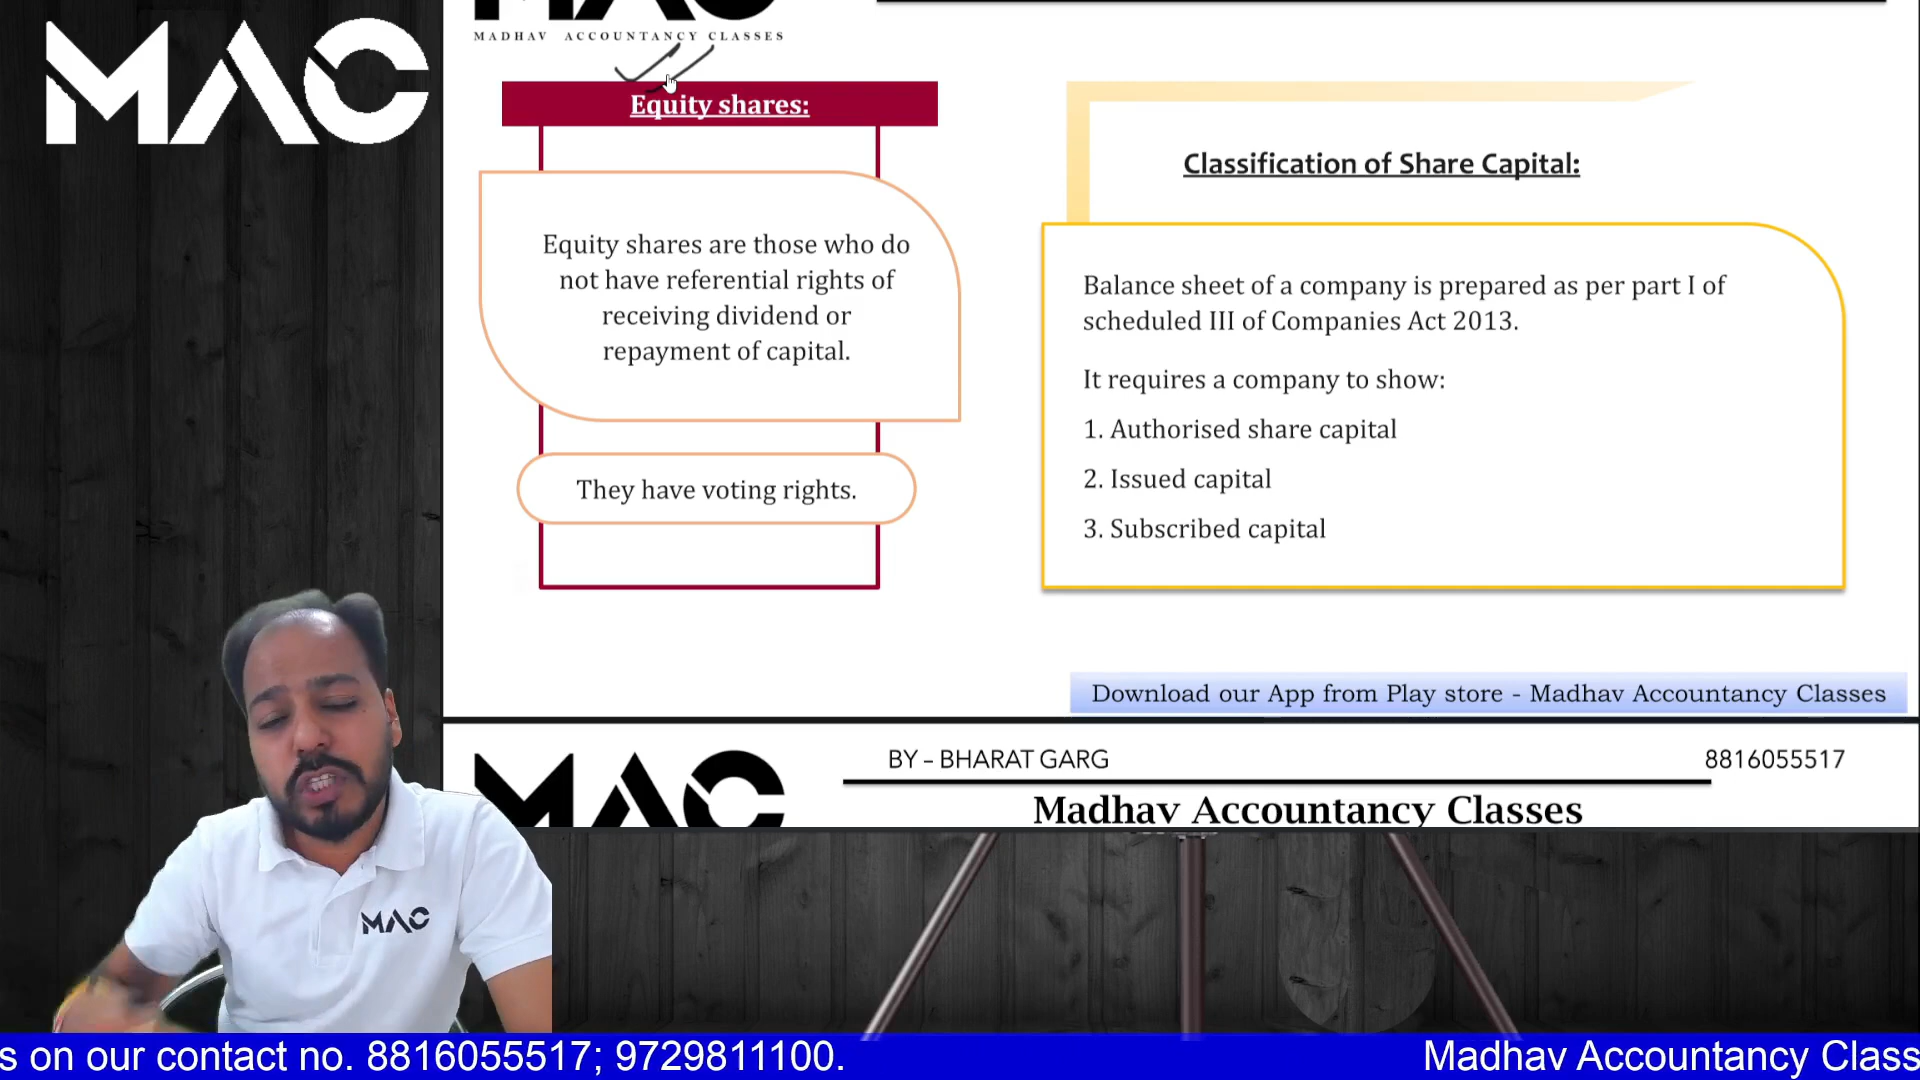 MAC
MADHAV ACCOUNTANCY CLASSES
Equity shares:
Equity shares are those who do
not have referential rights of
receiving dividend or
repayment of capital.
They have voting rights.
Classification of Share Capital:
Balance sheet of a company is prepared as per part I of
scheduled III of Companies Act 2013.
It requires a company to show:
1. Authorised share capital
2. Issued capital
3. Subscribed capital
Download our App from Play store - Madhav Accountancy Classes
MAC
BY – BHARAT GARG
8816055517
Madhav Accountancy Classes
MAC
s on our contact no. 8816055517; 9729811100.
Madhav Accountancy Class